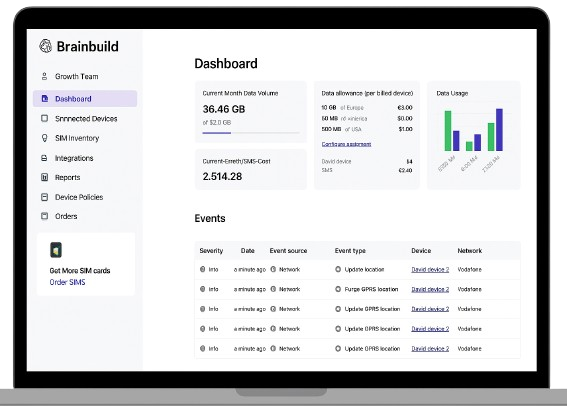 Brainbuild
Growth Team
Dashboard
Snnected Devices
SIM Inventory
Integrations
Reports
Device Policies
Orders
Get More SIM cards
Order SIMS
Dashboard
Current Month Data Volume
36.46 GB
of $2.0 GB
Current-Erreth/SMS-Cost
2.514.28
Data allowance (per billed device)
10 GB of Europe €3.00
50 MB of America $0.00
500 MB of USA $1.00
Configure assignment
David device $4
SMS €2.40
Data Usage
Events
Severity Date Event source Event type Device Network
Info a minute ago Network Update location David device 2 Vodafone
Info a minute ago Network Furge GPRS location David device 2 Vodafone
Info a minute ago Network Update GPRS location David device 2 Vodafone
Info a minute ago Network Update GPRS location David device 2 Vodafone
Info a minute ago Network Update GPRS location David device 2 Vodafone